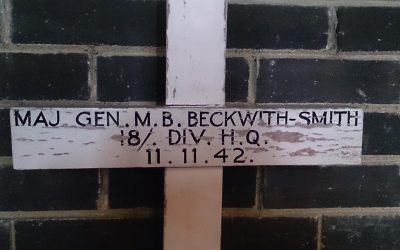 MAJ GEN. M. B. BECKWITH-SMITH
18/. DIV. H.Q.
11.11.42.